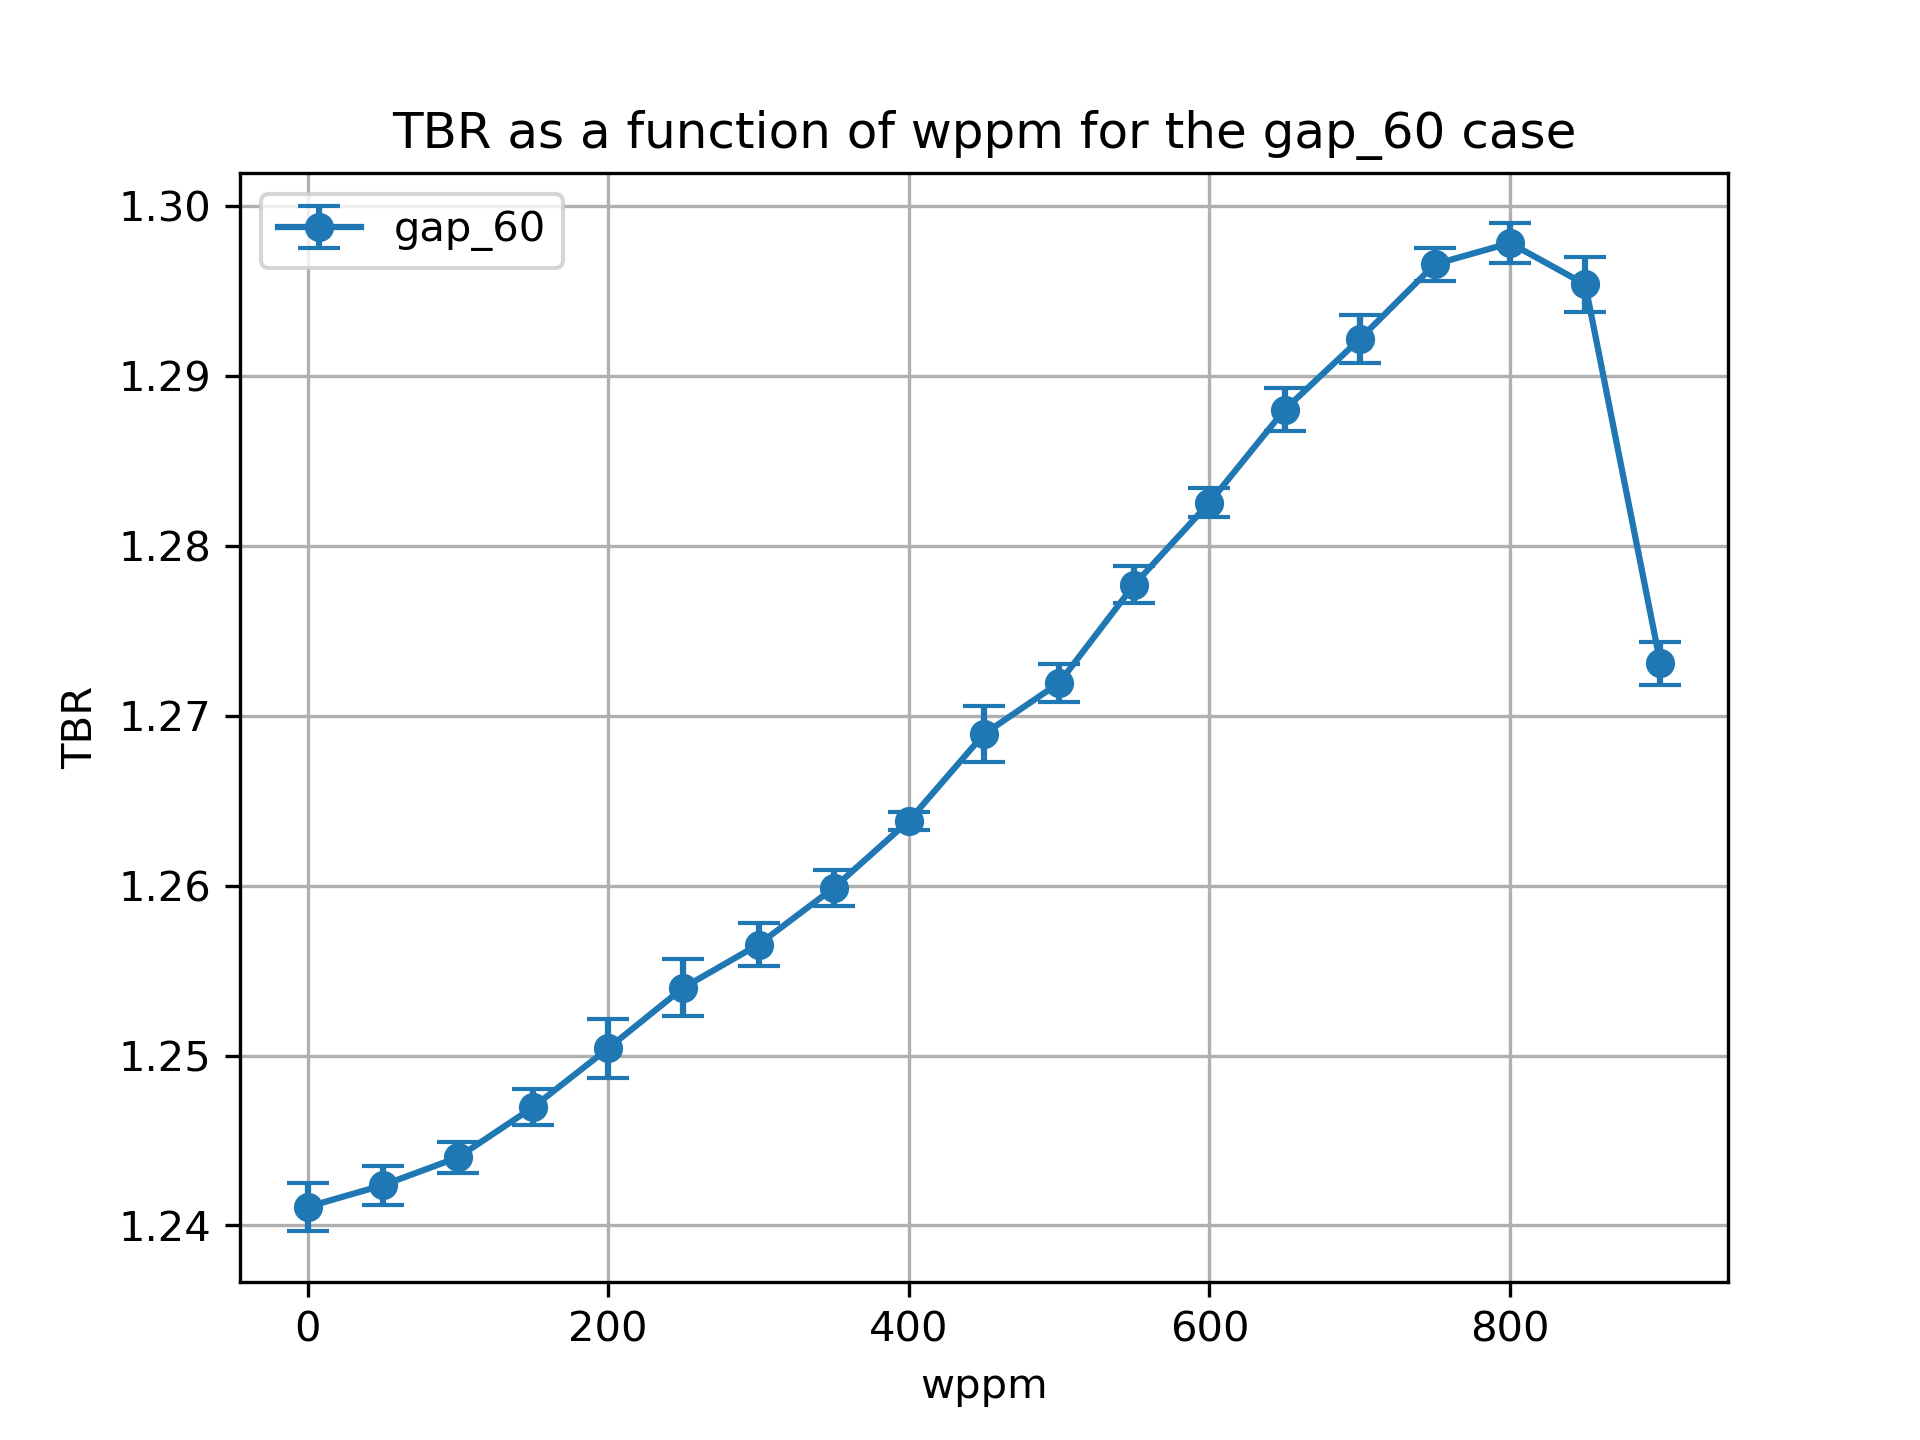 TBR as a function of wppm for the gap_60 case
gap_60
1.30
1.29
1.28
1.27
1.26
1.25
1.24
TBR
0 200 400 600 800
wppm